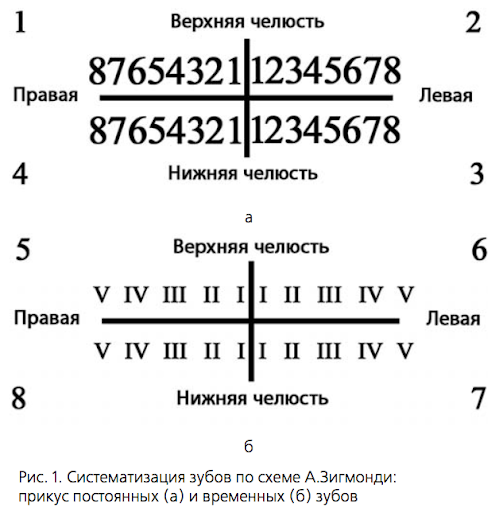 1 Верхняя челюсть 2
87654321 12345678
Правая Левая
87654321 12345678
4 Нижняя челюсть 3
а
5 Верхняя челюсть 6
V IV III II I I II III IV V
Правая Левая
V IV III II I I II III IV V
8 Нижняя челюсть 7
б
Рис. 1. Систематизация зубов по схеме А.Зигмонди:
прикус постоянных (а) и временных (б) зубов